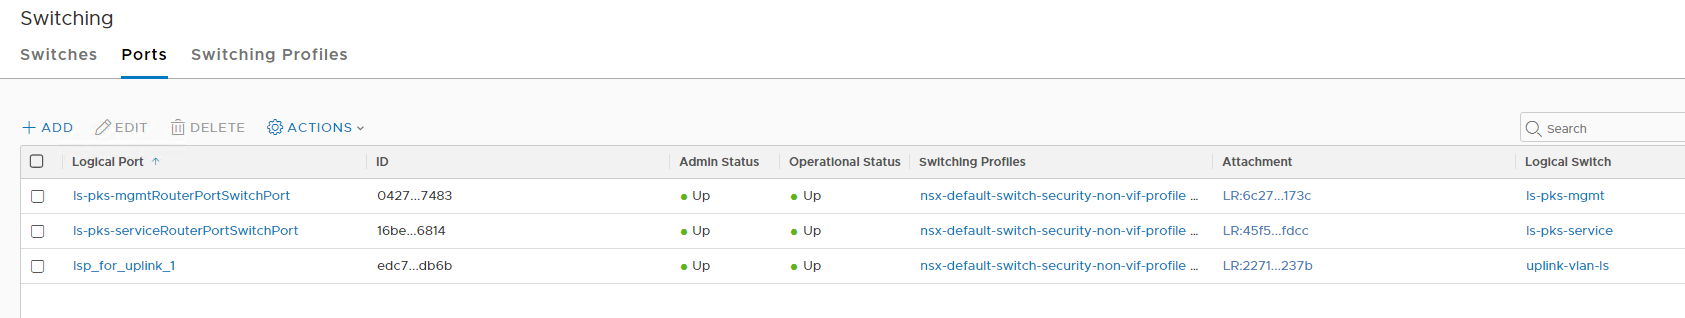 Switching
Switches Ports Switching Profiles
ADD EDIT DELETE ACTIONS Search
Logical Port ID Admin Status Operational Status Switching Profiles Attachment Logical Switch
ls-pks-mgmtRouterPortSwitchPort 0427...7483 Up Up nsx-default-switch-security-non-vif-profile ... LR:6c27...173c ls-pks-mgmt
ls-pks-serviceRouterPortSwitchPort 16be...6814 Up Up nsx-default-switch-security-non-vif-profile ... LR:45f5...fdcc ls-pks-service
lsp_for_uplink_1 edc7...db6b Up Up nsx-default-switch-security-non-vif-profile ... LR:2271...237b uplink-vlan-ls